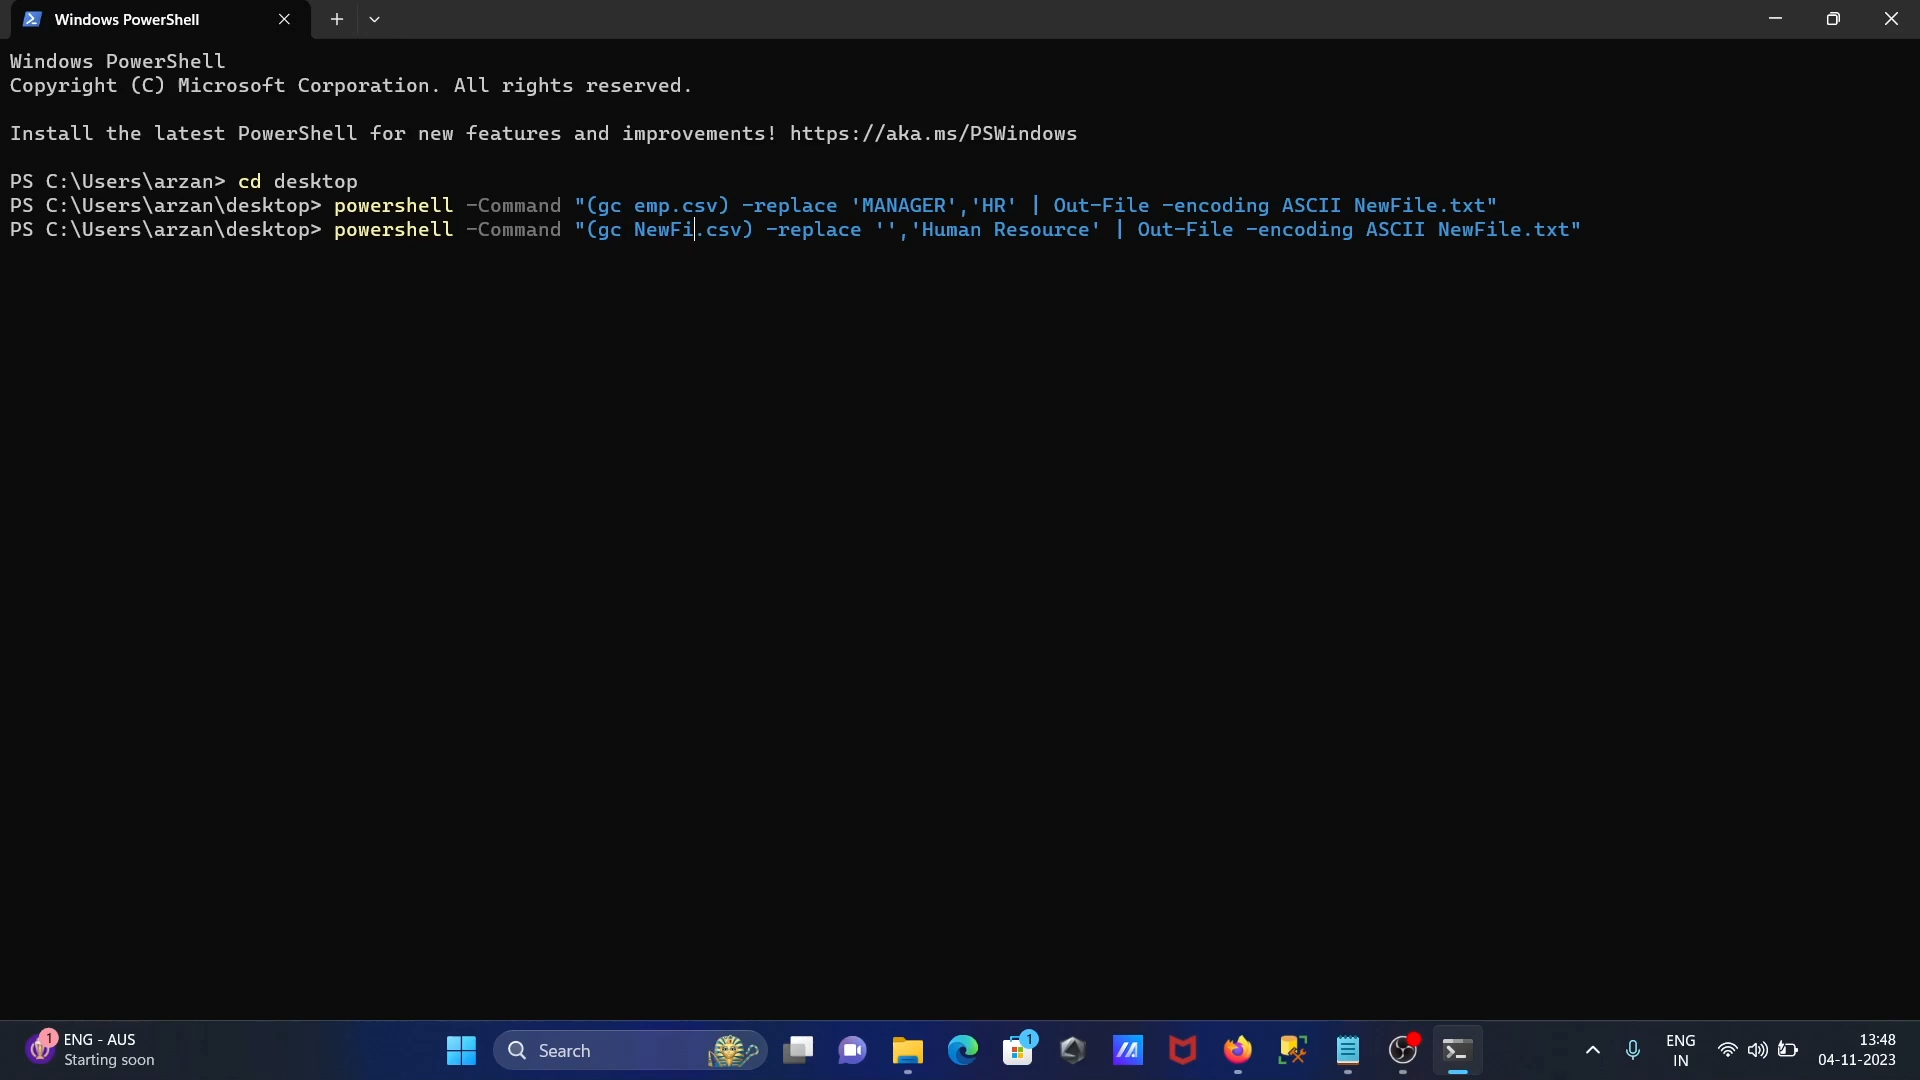 Windows PowerShell
Windows PowerShell
Copyright (C) Microsoft Corporation. All rights reserved.
Install the latest PowerShell for new features and improvements! https://aka.ms/PSWindows
PS C:\Users\arzan> cd desktop
PS C:\Users\arzan\desktop> powershell -Command "(gc emp.csv) -replace 'MANAGER','HR' | Out-File -encoding ASCII NewFile.txt"
PS C:\Users\arzan\desktop> powershell -Command "(gc NewFi.csv) -replace '','Human Resource' | Out-File -encoding ASCII NewFile.txt"
1
ENG - AUS
Starting soon
Search
1
ENG
IN
13:48
04-11-2023